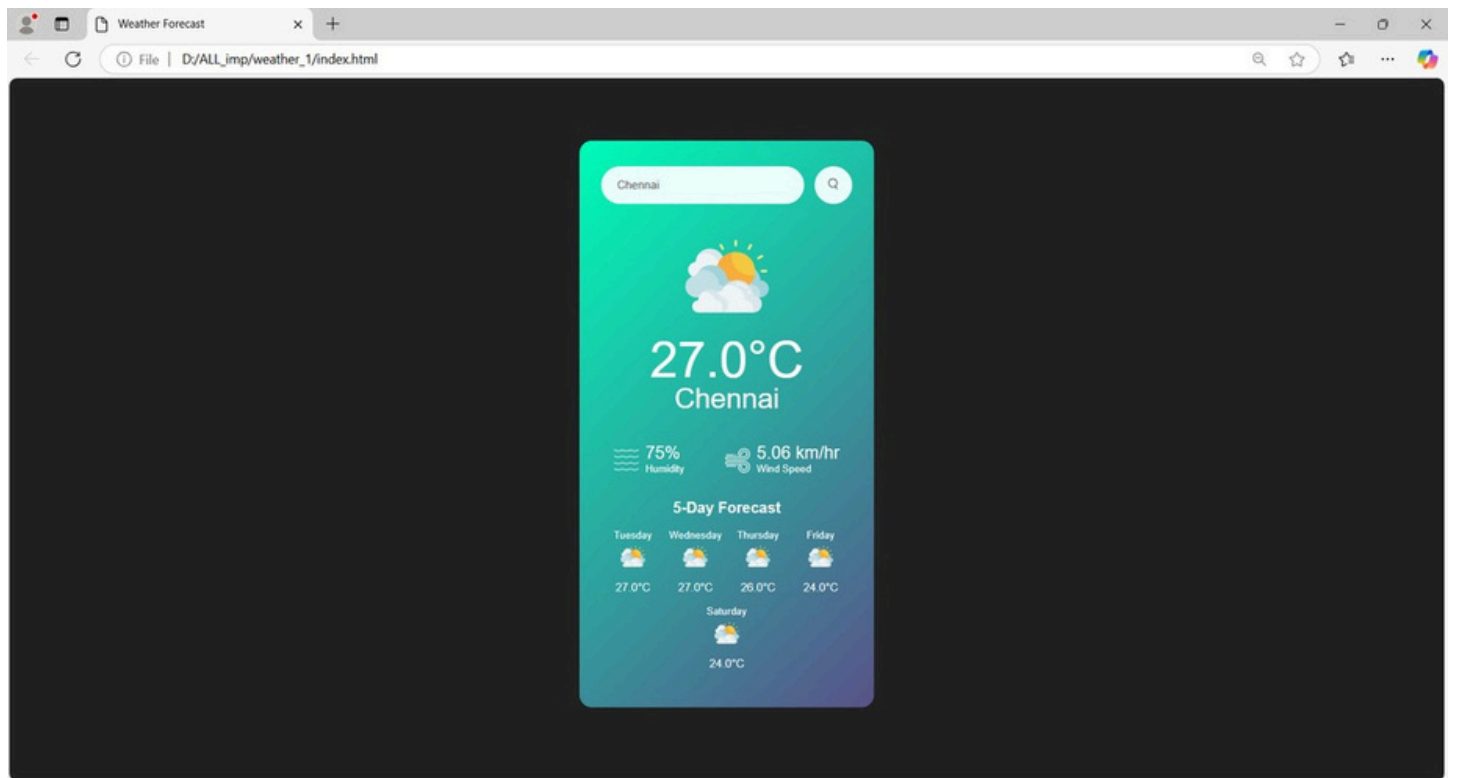 Weather Forecast
File | D:/ALL_imp/weather_1/index.html
Chennai
27.0°C
Chennai
75% 5.06 km/hr
Humidity Wind Speed
5-Day Forecast
Tuesday Wednesday Thursday Friday
27.0°C 27.0°C 26.0°C 24.0°C
Saturday
24.0°C